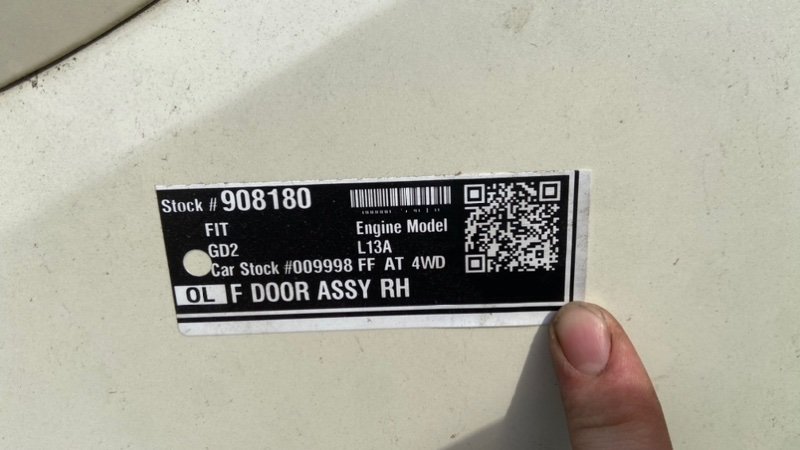 Stock # 908180
FIT
Engine Model
GD2
L13A
Car Stock #009998 FF AT 4WD
OL F DOOR ASSY RH